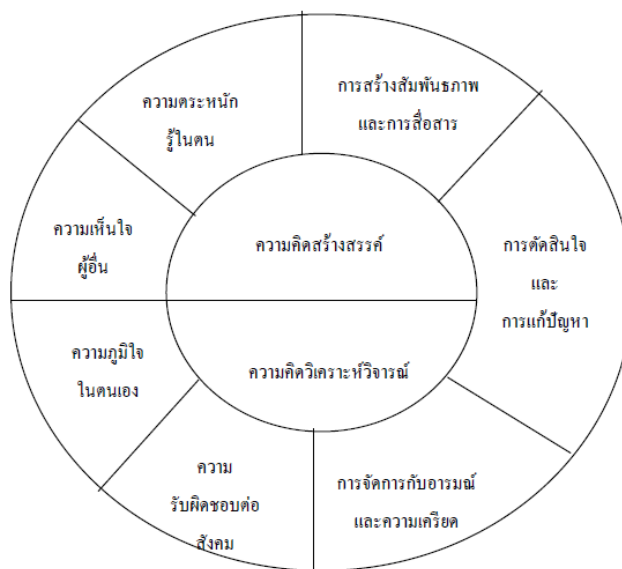 ความตระหนัก
รู้ในตน
การสร้างสัมพันธภาพ
และการสื่อสาร
ความเห็นใจ
ผู้อื่น
ความคิดสร้างสรรค์
การตัดสินใจ
และ
การแก้ปัญหา
ความภูมิใจ
ในตนเอง
ความคิดวิเคราะห์วิจารณ์
ความ
รับผิดชอบต่อ
สังคม
การจัดการกับอารมณ์
และความเครียด